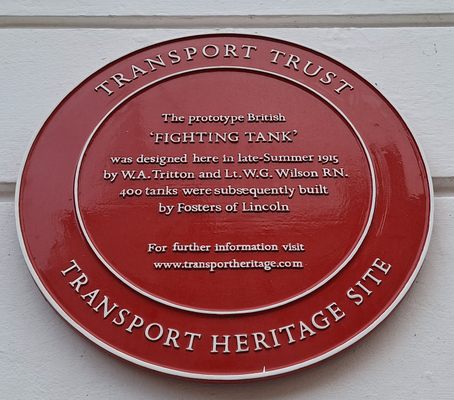 TRANSPORT TRUST
The prototype British
'FIGHTING TANK'
was designed here in late-Summer 1915
by W.A. Tritton and Lt. W.G. Wilson RN.
400 tanks were subsequently built
by Fosters of Lincoln
For further information visit
www.transportheritage.com
TRANSPORT HERITAGE SITE